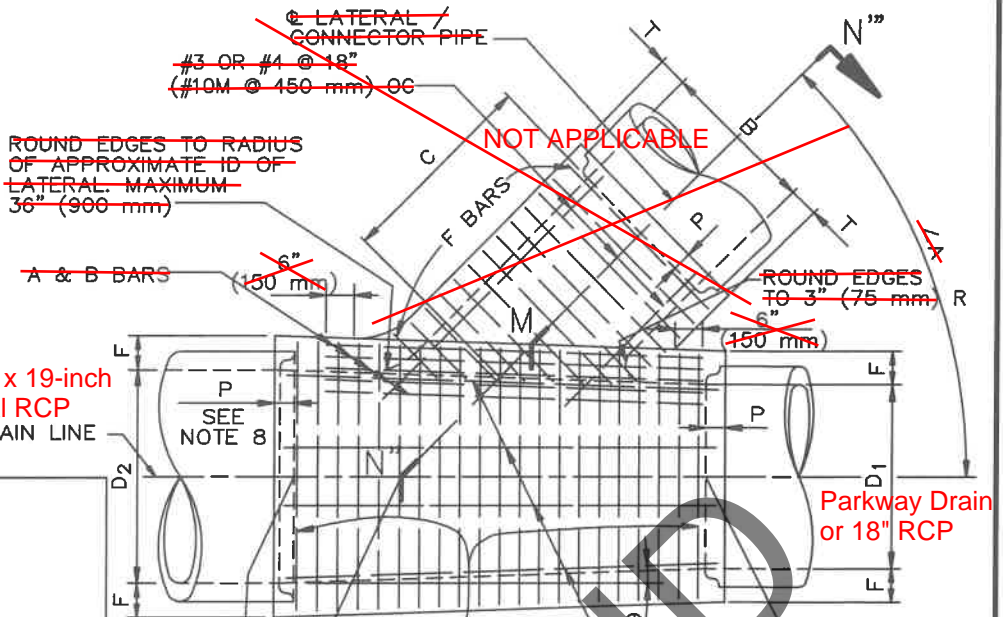 ℄ LATERAL /
CONNECTOR PIPE
#3 OR #4 @ 18"
(#10M @ 450 mm) OC
T
N'"
NOT APPLICABLE
ROUND EDGES TO RADIUS
OF APPROXIMATE ID OF
LATERAL. MAXIMUM
36" (900 mm)
C
B
F BARS
P
T
A
A & B BARS
6"
(150 mm)
ROUND EDGES
TO 3" (75 mm)
R
M
6"
(150 mm)
F
F
x 19-inch
RCP
P
SEE
NOTE 8
P
AIN LINE
D2
N"
D1
Parkway Drain
or 18" RCP
F
F